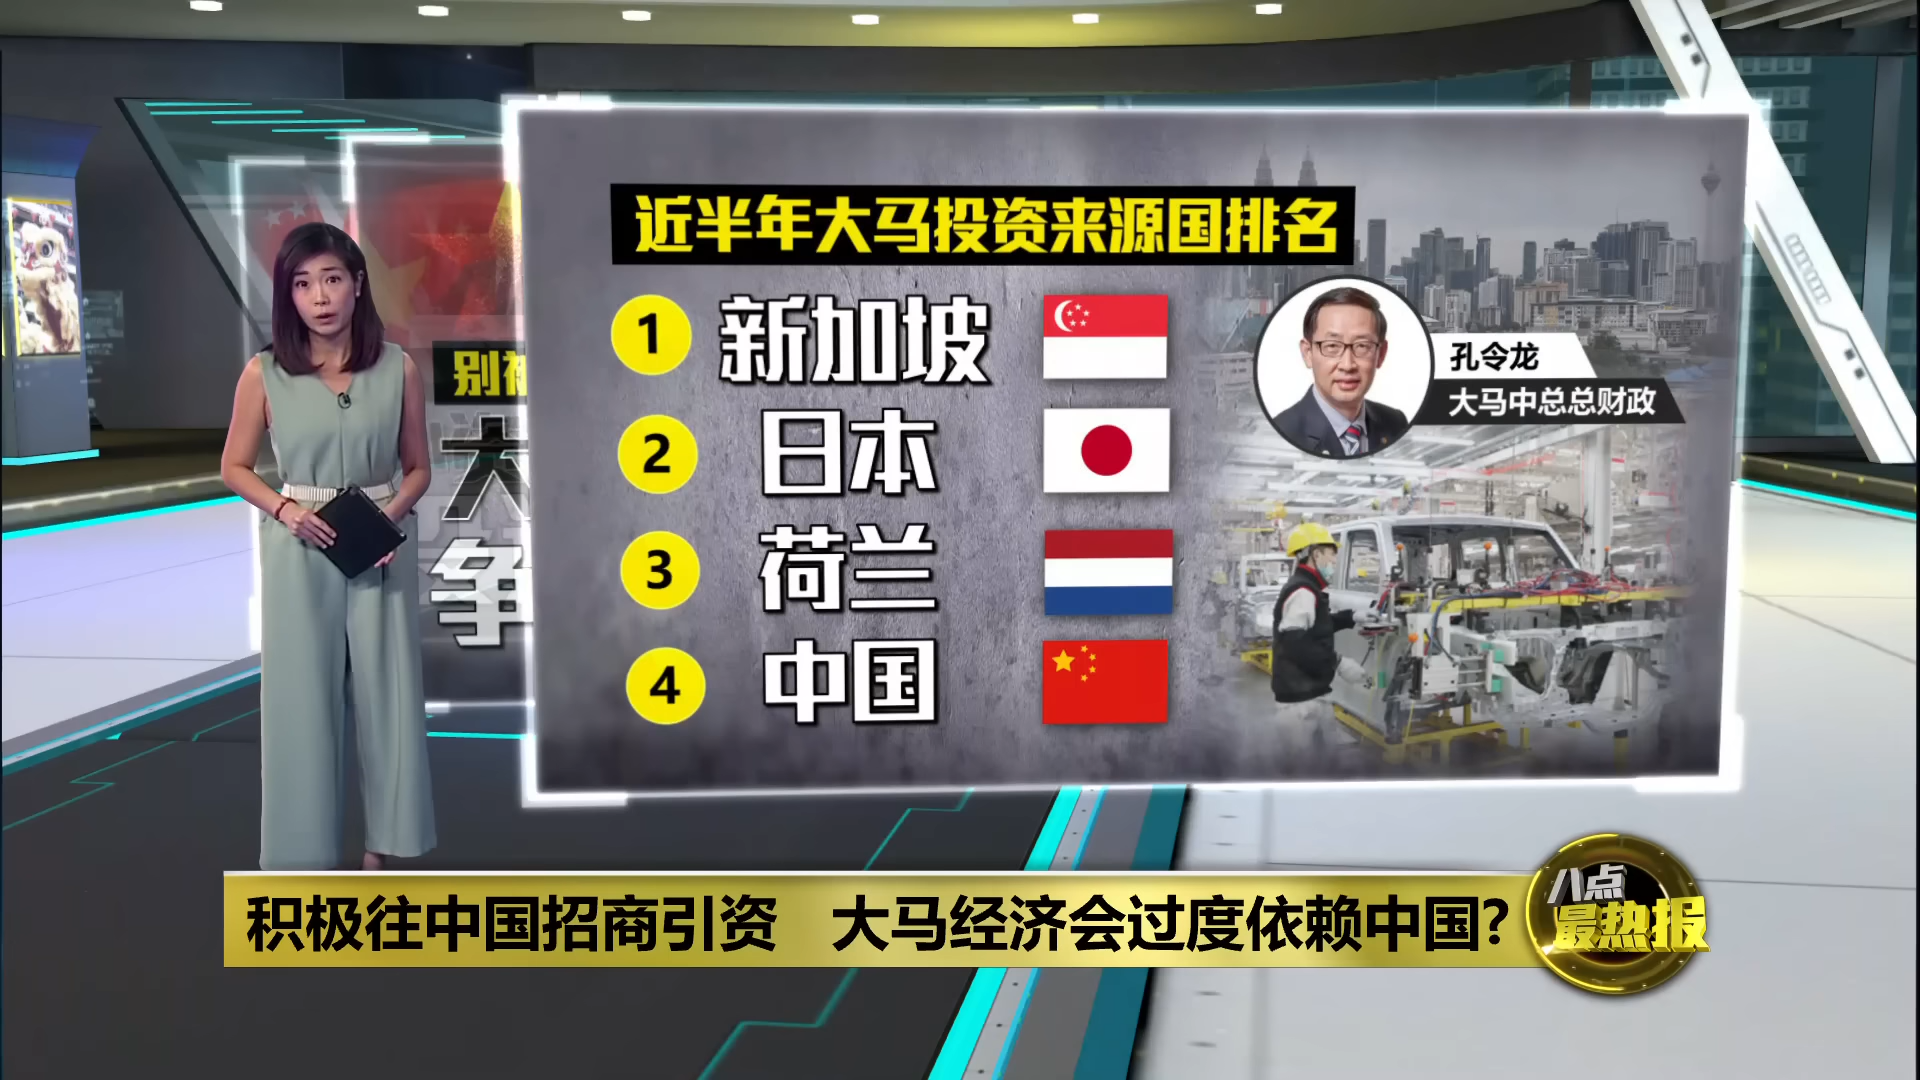 近半年大马投资来源国排名
1 新加坡
2 日本
3 荷兰
4 中国
孔令龙
大马中总总财政
别
大
争
积极往中国招商引资 大马经济会过度依赖中国?
八点
最热报